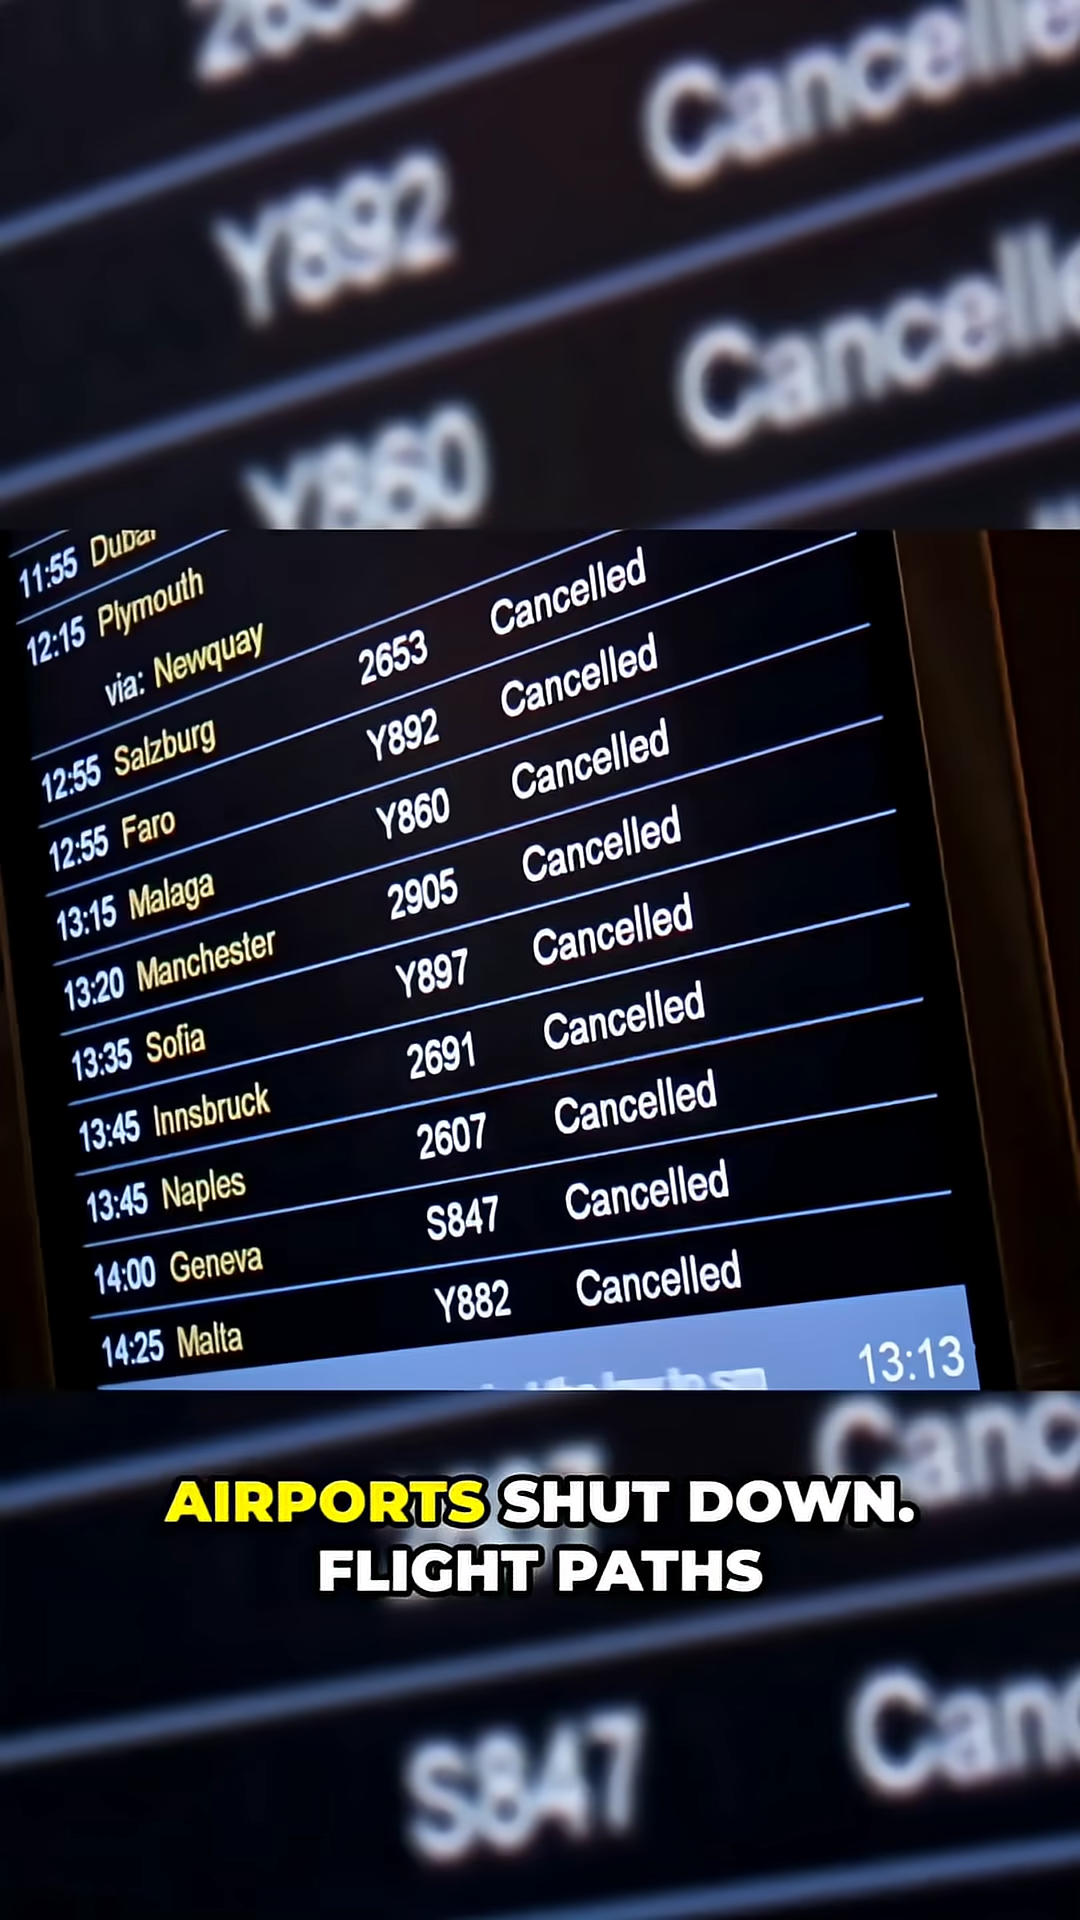 Y892 Cancelle
Y860 Cancelle
11:55 Dubai
12:15 Plymouth
via: Newquay
12:55 Salzburg 2653 Cancelled
12:55 Faro Y892 Cancelled
13:15 Malaga Y860 Cancelled
13:20 Manchester 2905 Cancelled
13:35 Sofia Y897 Cancelled
13:45 Innsbruck 2691 Cancelled
13:45 Naples 2607 Cancelled
14:00 Geneva S847 Cancelled
14:25 Malta Y882 Cancelled
13:13
AIRPORTS SHUT DOWN.
FLIGHT PATHS
S847 Canc